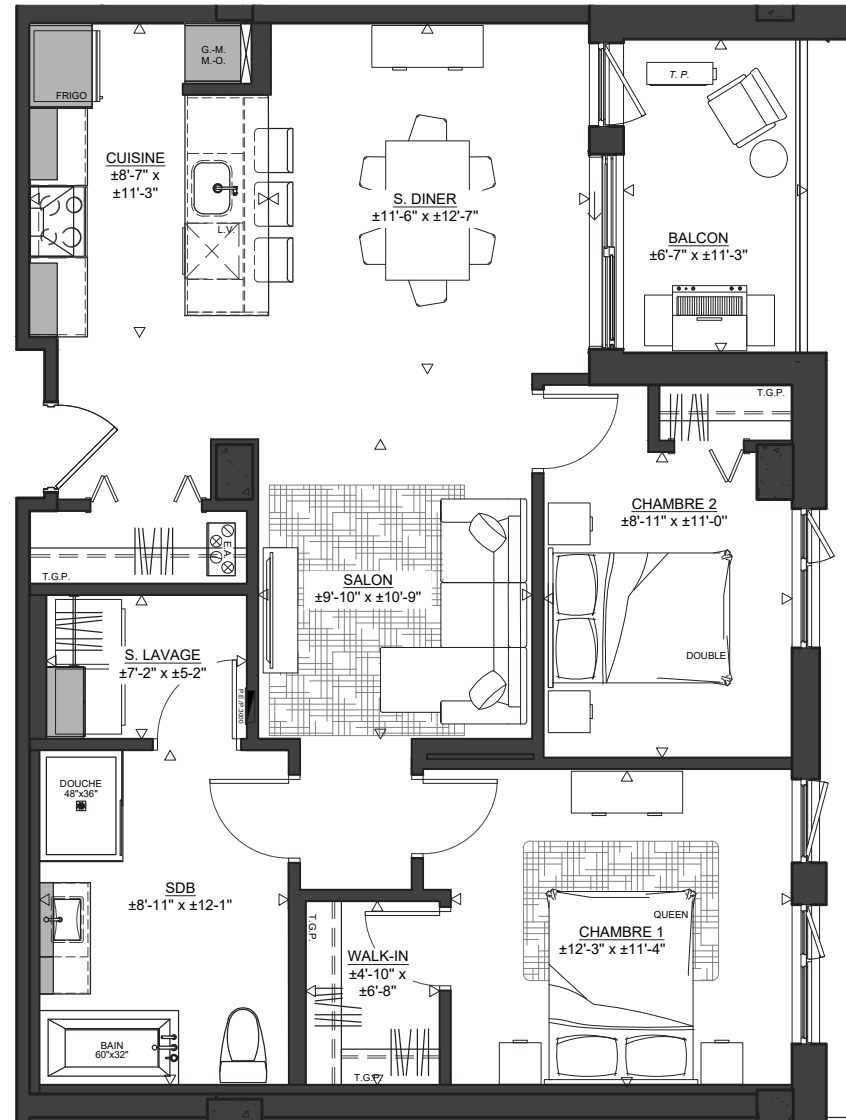 G.-M.
M.-O.
FRIGO
CUISINE
±8'-7" x
±11'-3"
L.V.
S. DINER
±11'-6" x ±12'-7"
T. P.
BALCON
±6'-7" x ±11'-3"
T.G.P.
CHAMBRE 2
±8'-11" x ±11'-0"
DOUBLE
E.A.
T.G.P.
SALON
±9'-10" x ±10'-9"
S. LAVAGE
±7'-2" x ±5-2"
DOUCHE
48"x36"
SDB
±8'-11" x ±12-1"
BAIN
60"x32"
T.G.P.
WALK-IN
±4'-10" x
±6'-8"
T.G.P.
QUEEN
CHAMBRE 1
±12'-3" x ±11'-4"